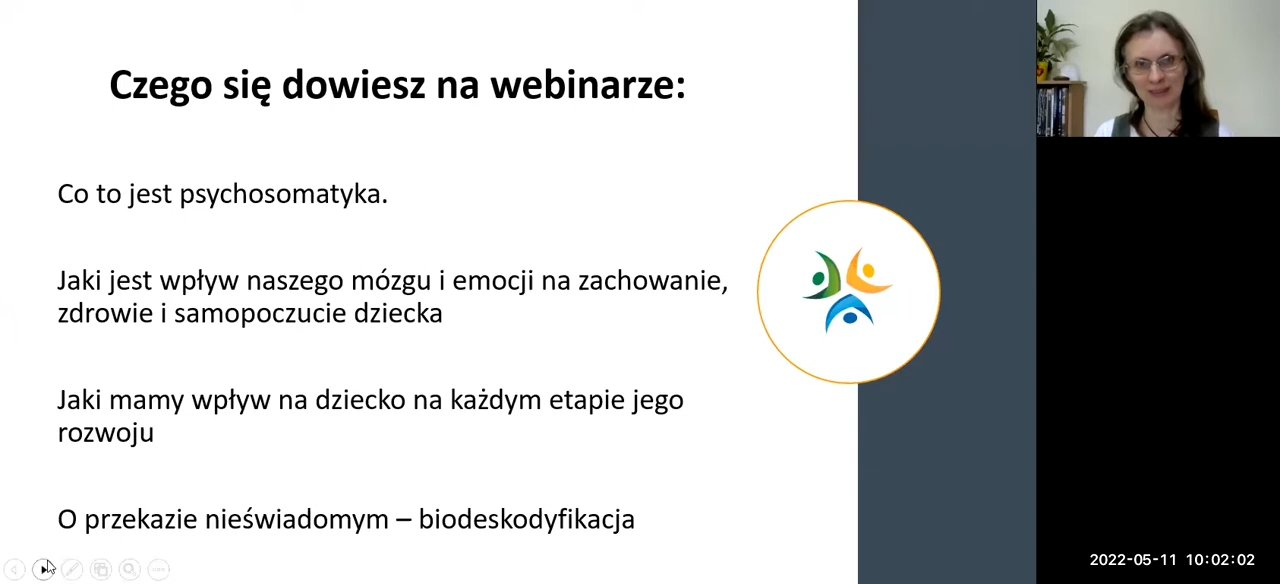 Czego się dowiesz na webinarze:
Co to jest psychosomatyka.
Jaki jest wpływ naszego mózgu i emocji na zachowanie,
zdrowie i samopoczucie dziecka
Jaki mamy wpływ na dziecko na każdym etapie jego
rozwoju
O przekazie nieświadomym – biodeskodyfikacja
2022-05-11 10:02:02